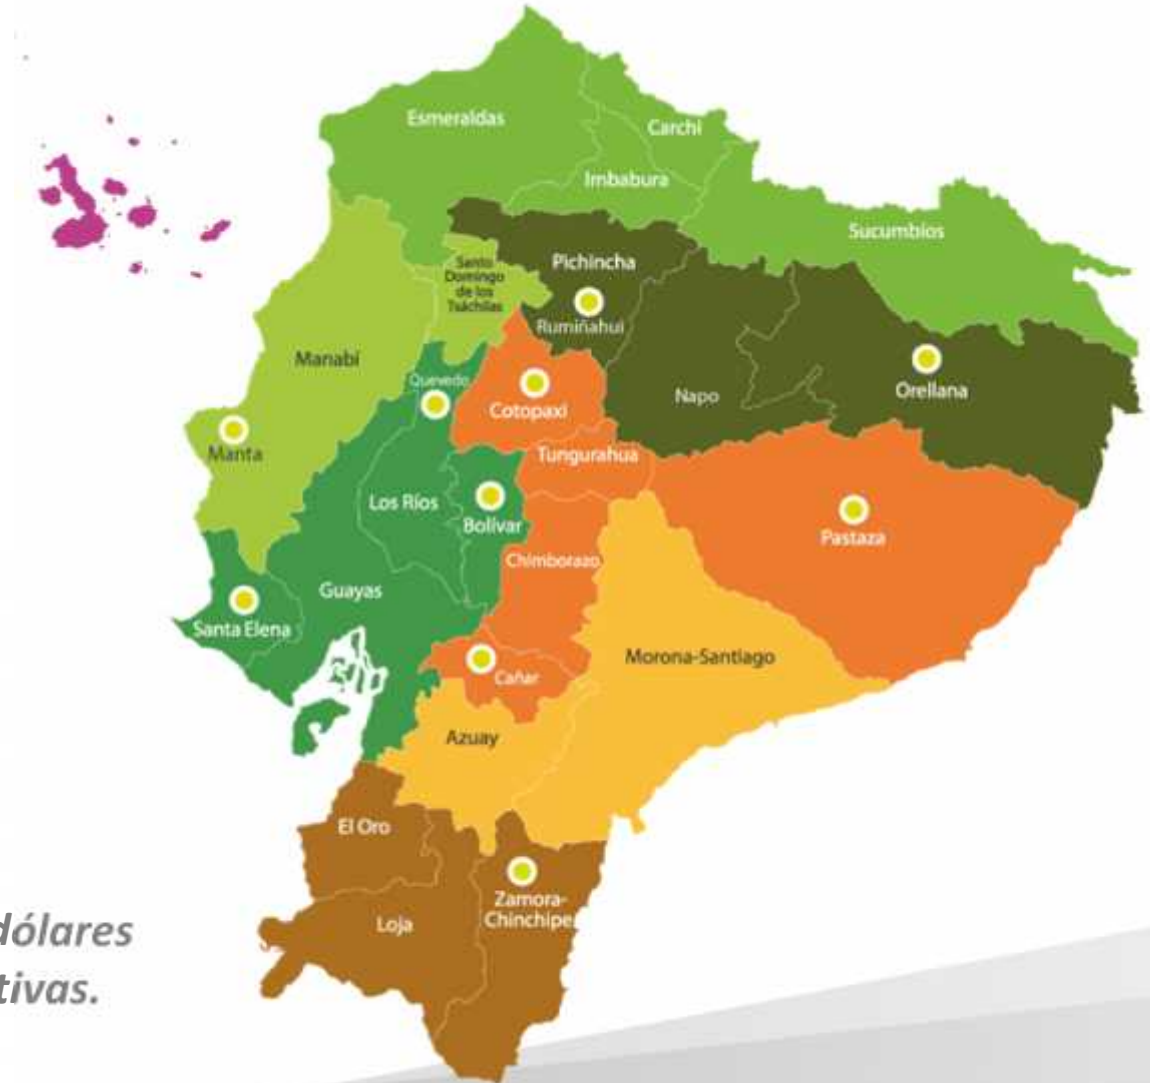 Esmeraldas
Carchi
Imbabura
Sucumbíos
Pichincha
Santo
Domingo
de los
Tsáchilas
Rumiñahui
Manabí
Quevedo
Cotopaxi
Napo
Orellana
Manta
Tungurahua
Los Ríos
Bolívar
Pastaza
Chimborazo
Guayas
Santa Elena
Morona-Santiago
Cañar
Azuay
El Oro
Zamora-
Chinchipe
Loja
dólares
tivas.